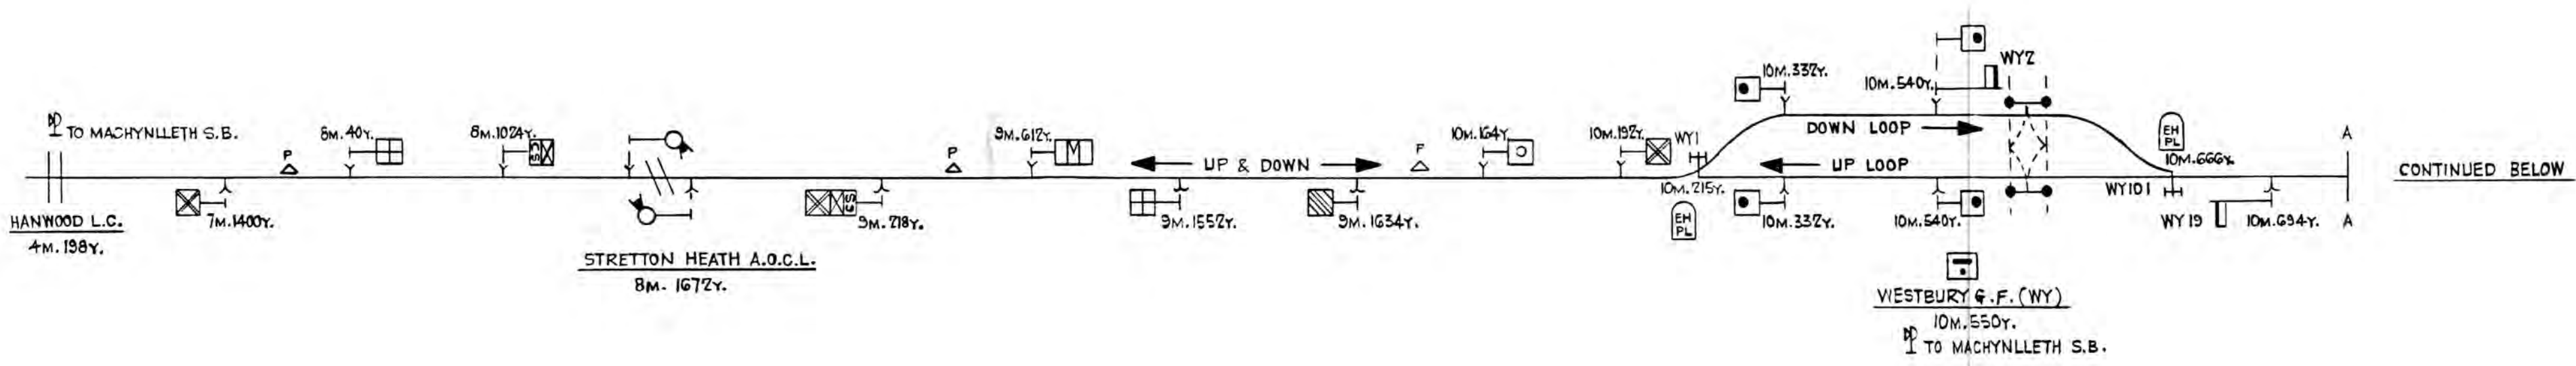 TO MACHYNLLETH S.B.
HANWOOD L.C.
4M.198Y.
7M.1400Y.
P
8M.40Y.
8M.1024Y.
SC
STRETTON HEATH A.O.C.L.
8M. 1672Y.
SC
9M.218Y.
P
9M.612Y.
M
UP & DOWN
9M.1552Y.
9M.1634Y.
P
10M.164Y.
10M.192Y.
WY1
10M.215Y.
EH
PL
10M.332Y.
10M.540Y.
WY2
DOWN LOOP
UP LOOP
10M.332Y.
10M.540Y.
EH
PL
10M.666Y.
WY101
WY19
10M.694Y.
A
A
CONTINUED BELOW
WESTBURY G.F. (WY)
10M.550Y.
TO MACHYNLLETH S.B.